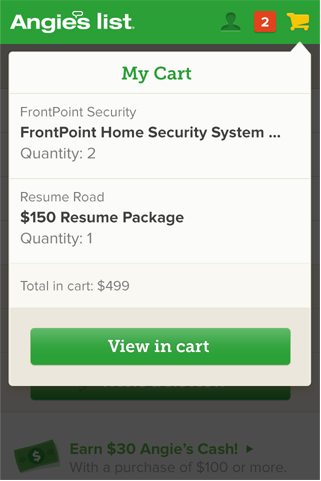 Angie's list
2
My Cart
FrontPoint Security
FrontPoint Home Security System ...
Quantity: 2
Resume Road
$150 Resume Package
Quantity: 1
Total in cart: $499
View in cart
$ Earn $30 Angie's Cash!
With a purchase of $100 or more.